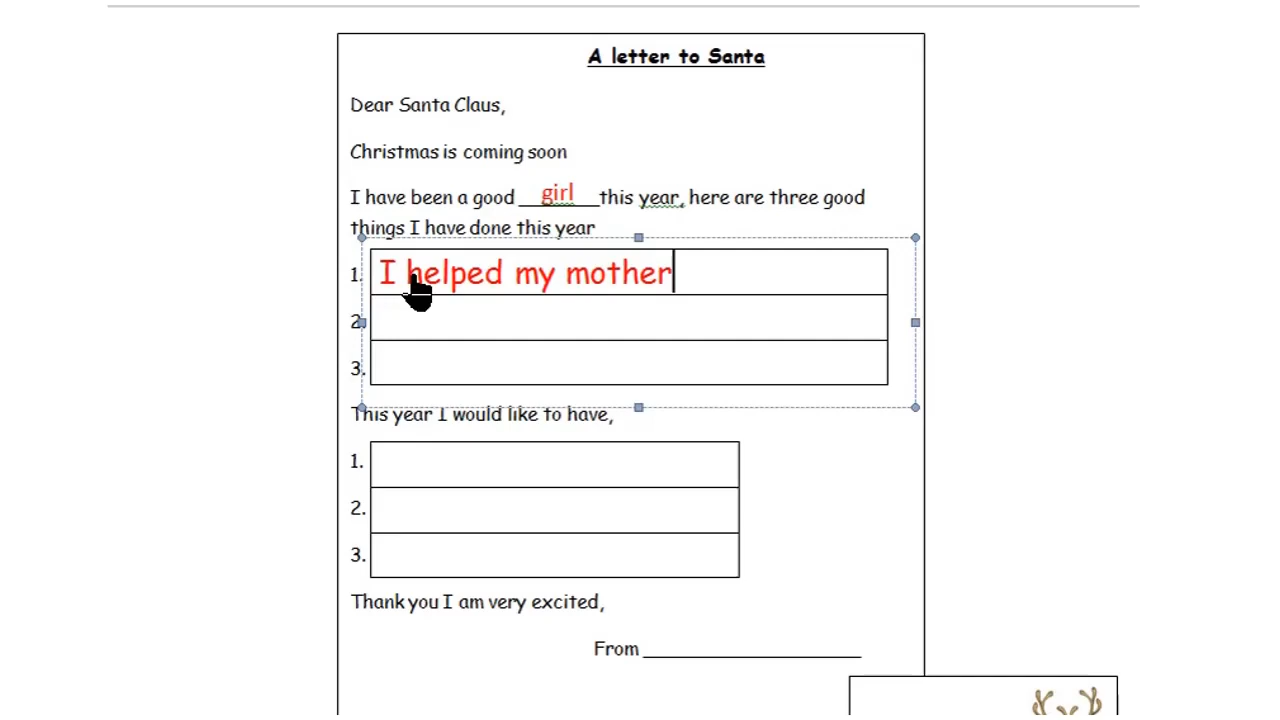 A letter to Santa
Dear Santa Claus,
Christmas is coming soon
I have been a good girl this year, here are three good
things I have done this year
1. I helped my mother
2.
3.
This year I would like to have,
1.
2.
3.
Thank you I am very excited,
From